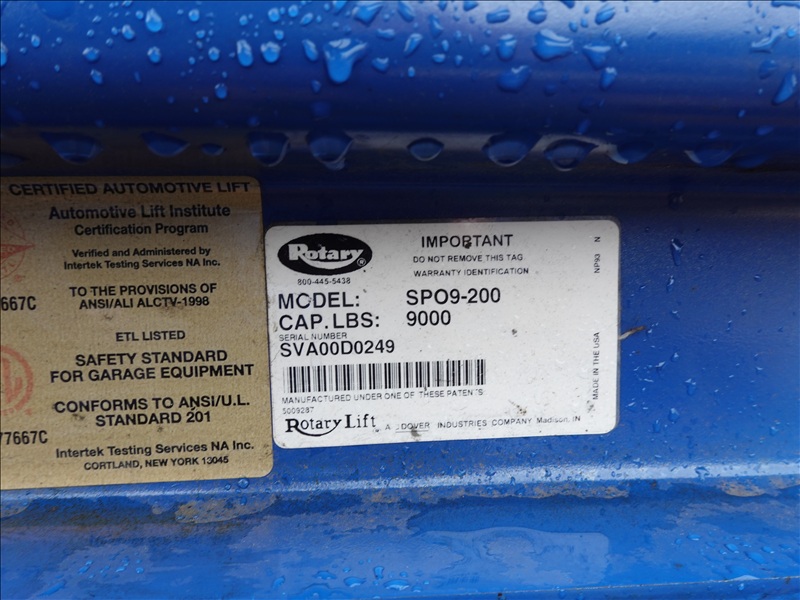 CERTIFIED AUTOMOTIVE LIFT
Automotive Lift Institute
Certification Program
Verified and Administered by
Intertek Testing Services NA Inc.
TO THE PROVISIONS OF
ANSI/ALI ALCTV-1998
667C
ETL LISTED
SAFETY STANDARD
FOR GARAGE EQUIPMENT
CONFORMS TO ANSI/U.L.
STANDARD 201
77667C
Intertek Testing Services NA Inc.
CORTLAND, NEW YORK 13045
Rotary®
800-445-5438
IMPORTANT
DO NOT REMOVE THIS TAG
WARRANTY IDENTIFICATION
NP93 N
MODEL: SPO9-200
CAP.LBS: 9000
SERIAL NUMBER
SVA00D0249
MANUFACTURED UNDER ONE OF THESE PATENTS:
5009287
Rotary Lift A DOVER INDUSTRIES COMPANY Madison, IN
MADE IN THE USA